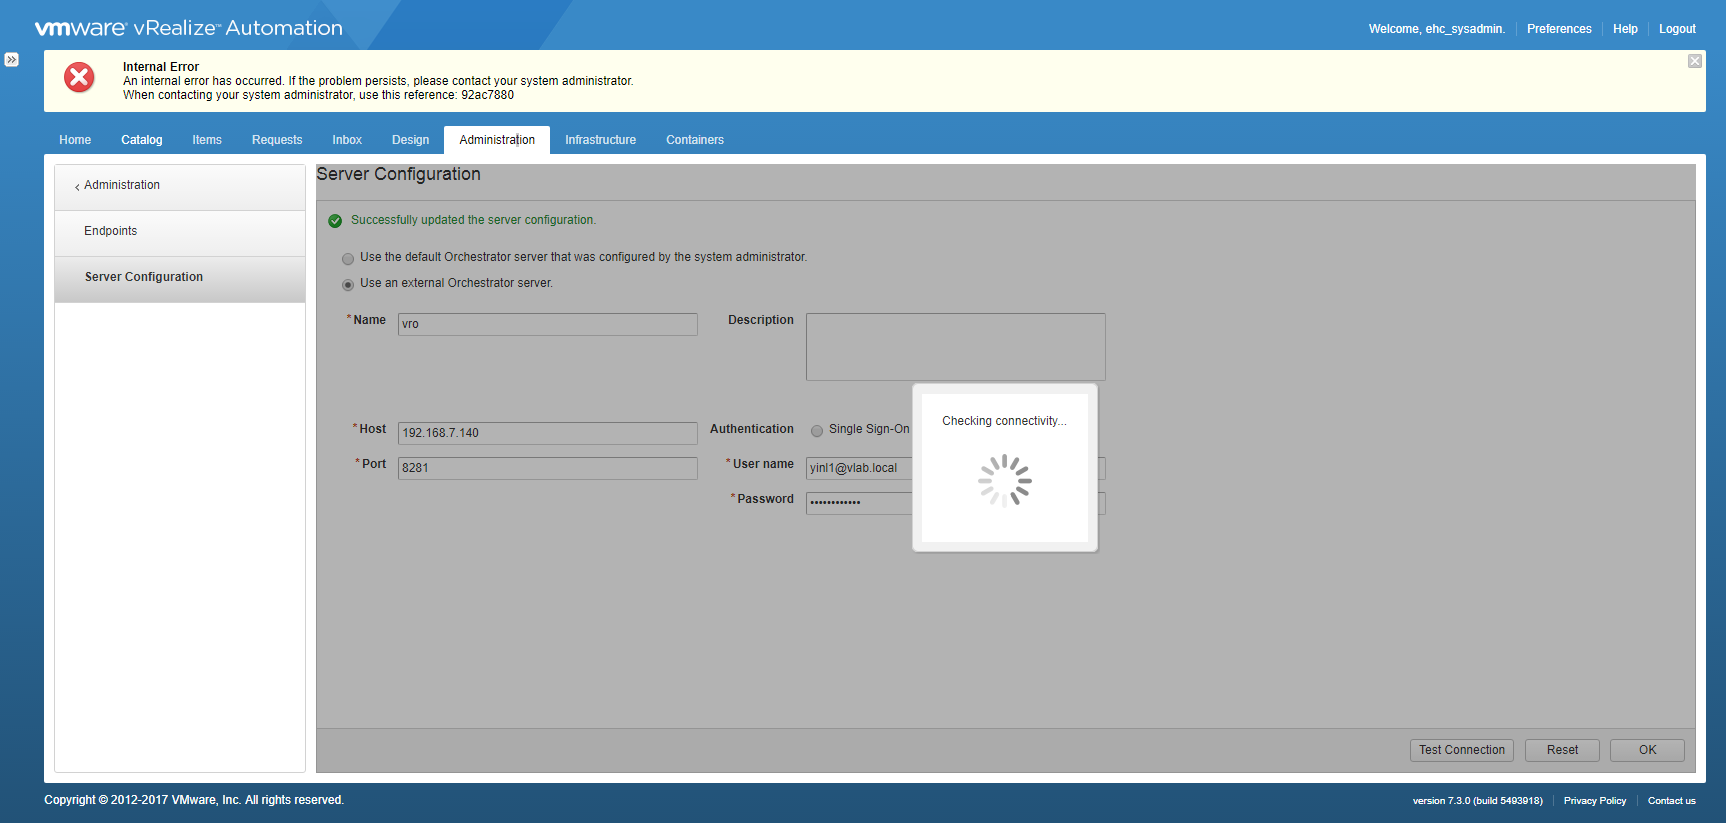 vmware® vRealize™ Automation
Welcome, ehc_sysadmin. Preferences Help Logout
Internal Error
An internal error has occurred. If the problem persists, please contact your system administrator.
When contacting your system administrator, use this reference: 92ac7880
Home Catalog Items Requests Inbox Design Administration Infrastructure Containers
Administration
Endpoints
Server Configuration
Server Configuration
Successfully updated the server configuration.
Use the default Orchestrator server that was configured by the system administrator.
Use an external Orchestrator server.
*Name vro Description
*Host 192.168.7.140 Authentication Single Sign-On
*Port 8281 *User name yinl1@vlab.local
*Password ••••••••••••
Checking connectivity...
Test Connection Reset OK
Copyright © 2012-2017 VMware, Inc. All rights reserved.
version 7.3.0 (build 5493918) Privacy Policy Contact us